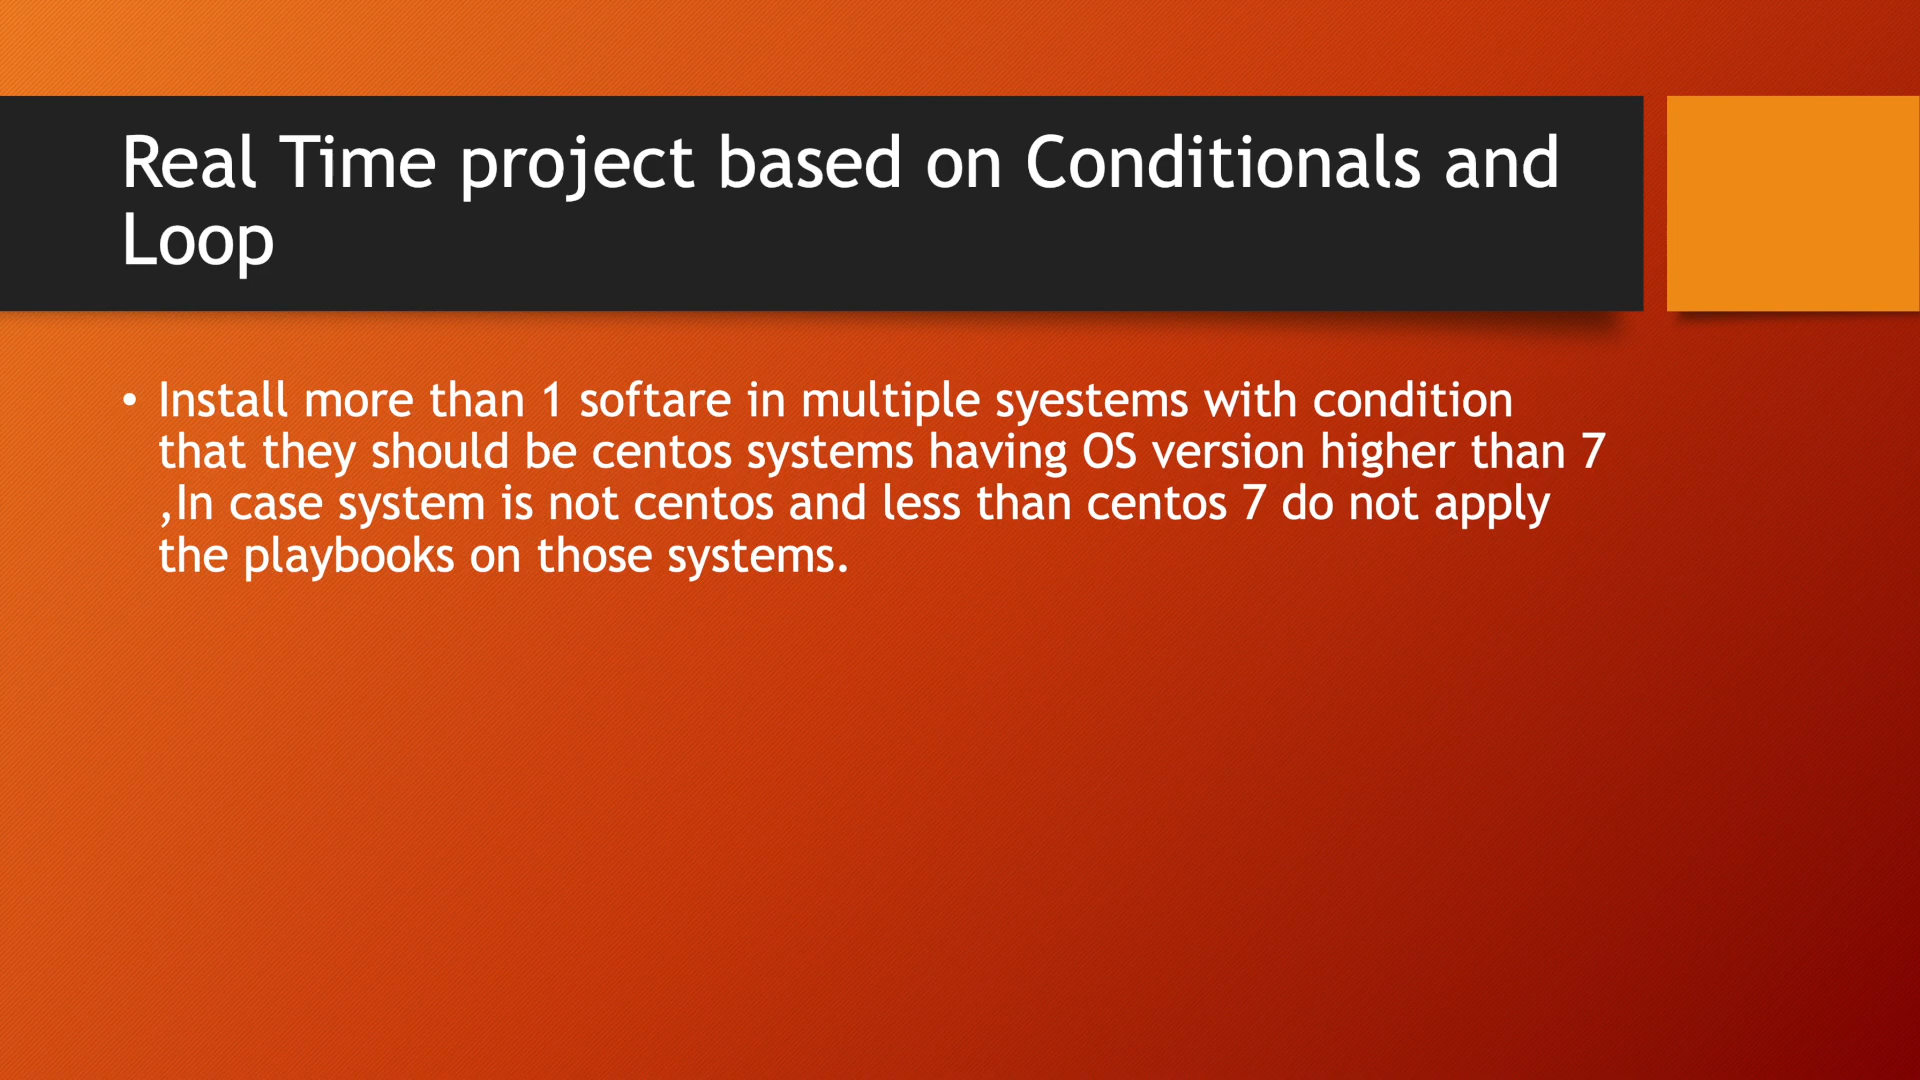 Real Time project based on Conditionals and
Loop
• Install more than 1 softare in multiple syestems with condition
that they should be centos systems having OS version higher than 7
,In case system is not centos and less than centos 7 do not apply
the playbooks on those systems.